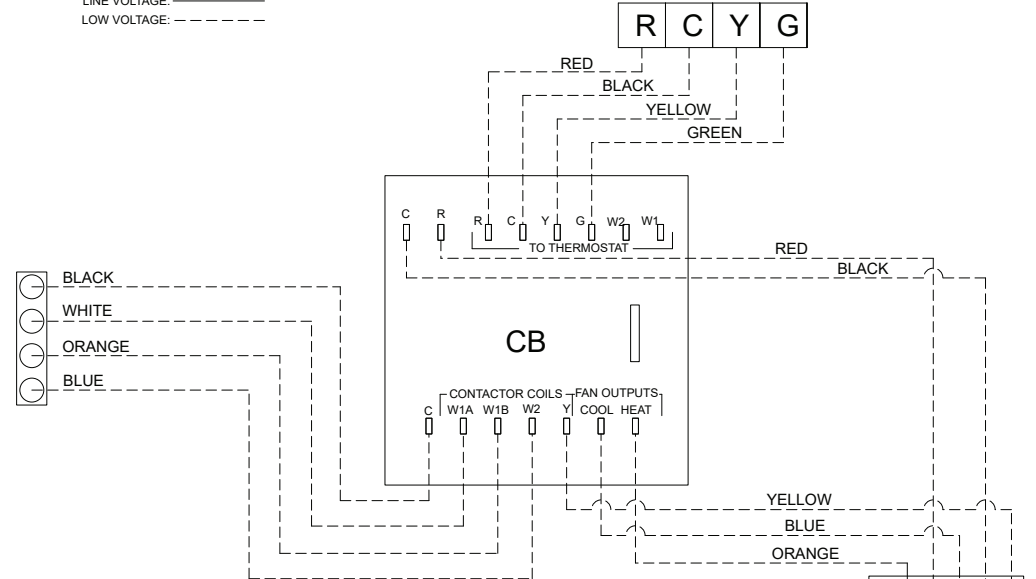 LINE VOLTAGE:
LOW VOLTAGE:
R C Y G
RED
BLACK
YELLOW
GREEN
C R R C Y G W2 W1
TO THERMOSTAT
RED
BLACK
BLACK
WHITE
ORANGE
BLUE
CB
CONTACTOR COILS FAN OUTPUTS
C W1A W1B W2 Y COOL HEAT
YELLOW
BLUE
ORANGE